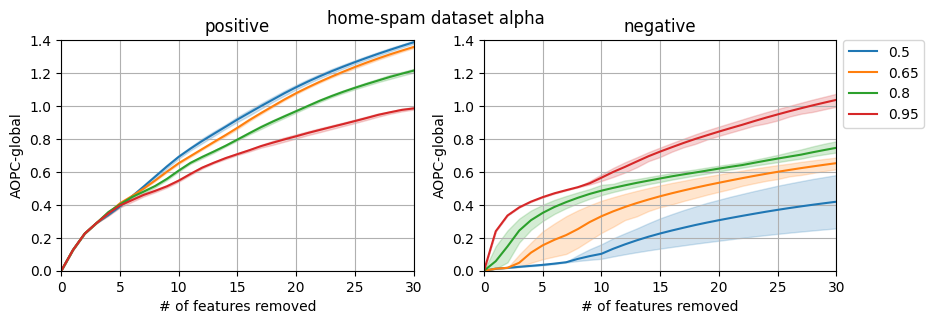 home-spam dataset alpha
positive
1.4
1.2
1.0
0.8
0.6
0.4
0.2
0.0
AOPC-global
0 5 10 15 20 25 30
# of features removed
negative
1.4
1.2
1.0
0.8
0.6
0.4
0.2
0.0
AOPC-global
0 5 10 15 20 25 30
# of features removed
0.5
0.65
0.8
0.95